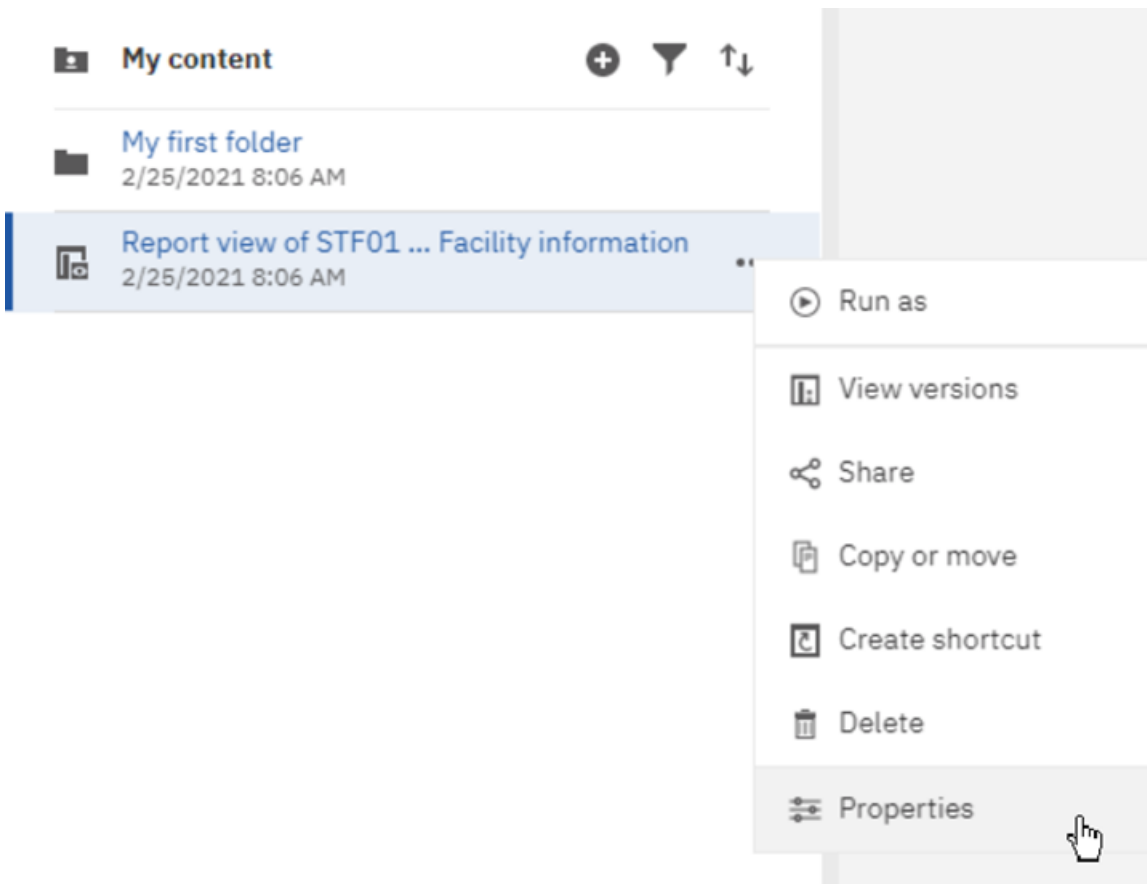 My content
My first folder
2/25/2021 8:06 AM
Report view of STF01 ... Facility information
2/25/2021 8:06 AM
Run as
View versions
Share
Copy or move
Create shortcut
Delete
Properties